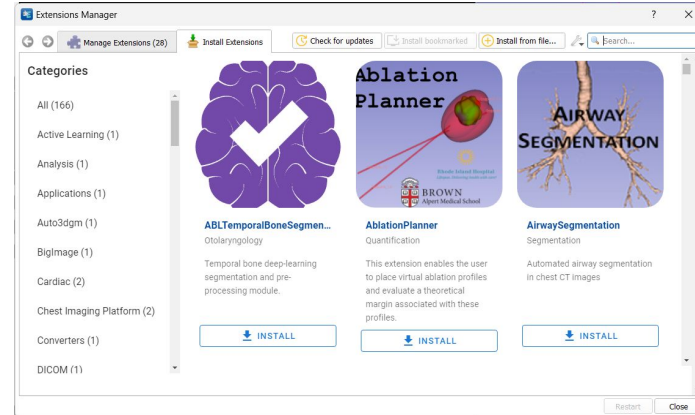 Extensions Manager
?
Manage Extensions (28)
Install Extensions
Check for updates
Install bookmarked
Install from file...
Search...
Categories
All (166)
Active Learning (1)
Analysis (1)
Applications (1)
Auto3dgm (1)
BigImage (1)
Cardiac (2)
Chest Imaging Platform (2)
Converters (1)
DICOM (1)
ABLTemporalBoneSegmen...
Otolaryngology
Temporal bone deep-learning
segmentation and pre-
processing module.
INSTALL
Ablation
Planner
Rhode Island Hospital
BROWN
Alpert Medical School
AblationPlanner
Quantification
This extension enables the user
to place virtual ablation profiles
and evaluate a theoretical
margin associated with these
profiles.
INSTALL
AIRWAY
SEGMENTATION
AirwaySegmentation
Segmentation
Automated airway segmentation
in chest CT images
INSTALL
Restart
Close